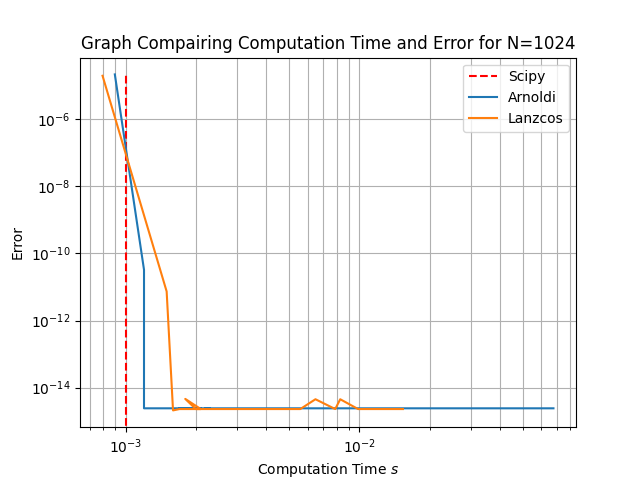 Graph Compairing Computation Time and Error for N=1024
Scipy
Arnoldi
Lanzcos
Error
10⁻⁶
10⁻⁸
10⁻¹⁰
10⁻¹²
10⁻¹⁴
10⁻³
10⁻²
Computation Time s